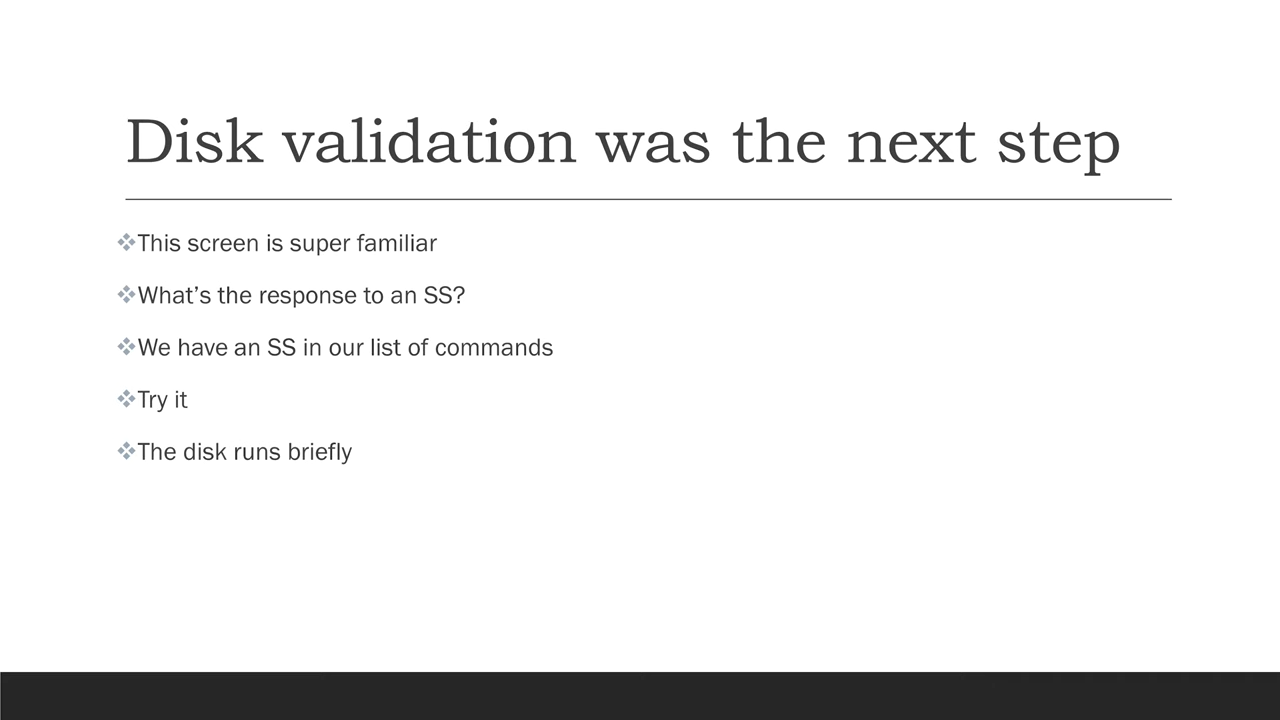 Disk validation was the next step
❖This screen is super familiar
❖What’s the response to an SS?
❖We have an SS in our list of commands
❖Try it
❖The disk runs briefly